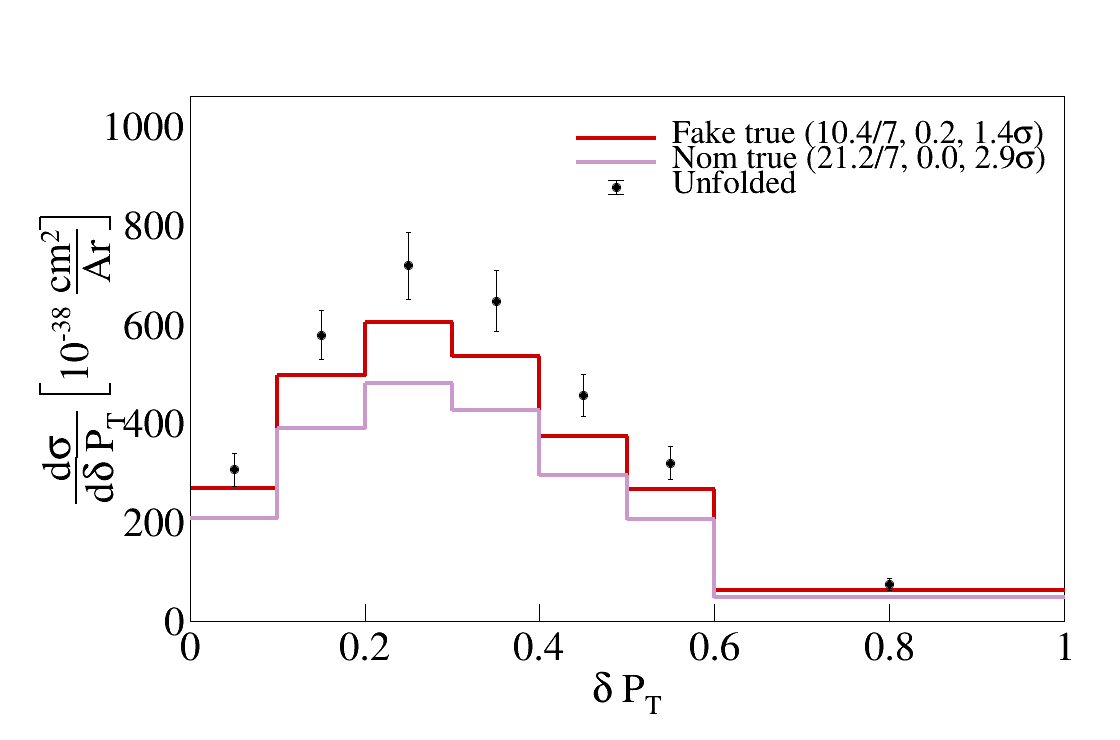 Fake true (10.4/7, 0.2, 1.4σ)
Nom true (21.2/7, 0.0, 2.9σ)
Unfolded
dσ/dδ P_T [10^-38 cm^2/Ar]
1000
800
600
400
200
0
0 0.2 0.4 0.6 0.8 1
δ P_T